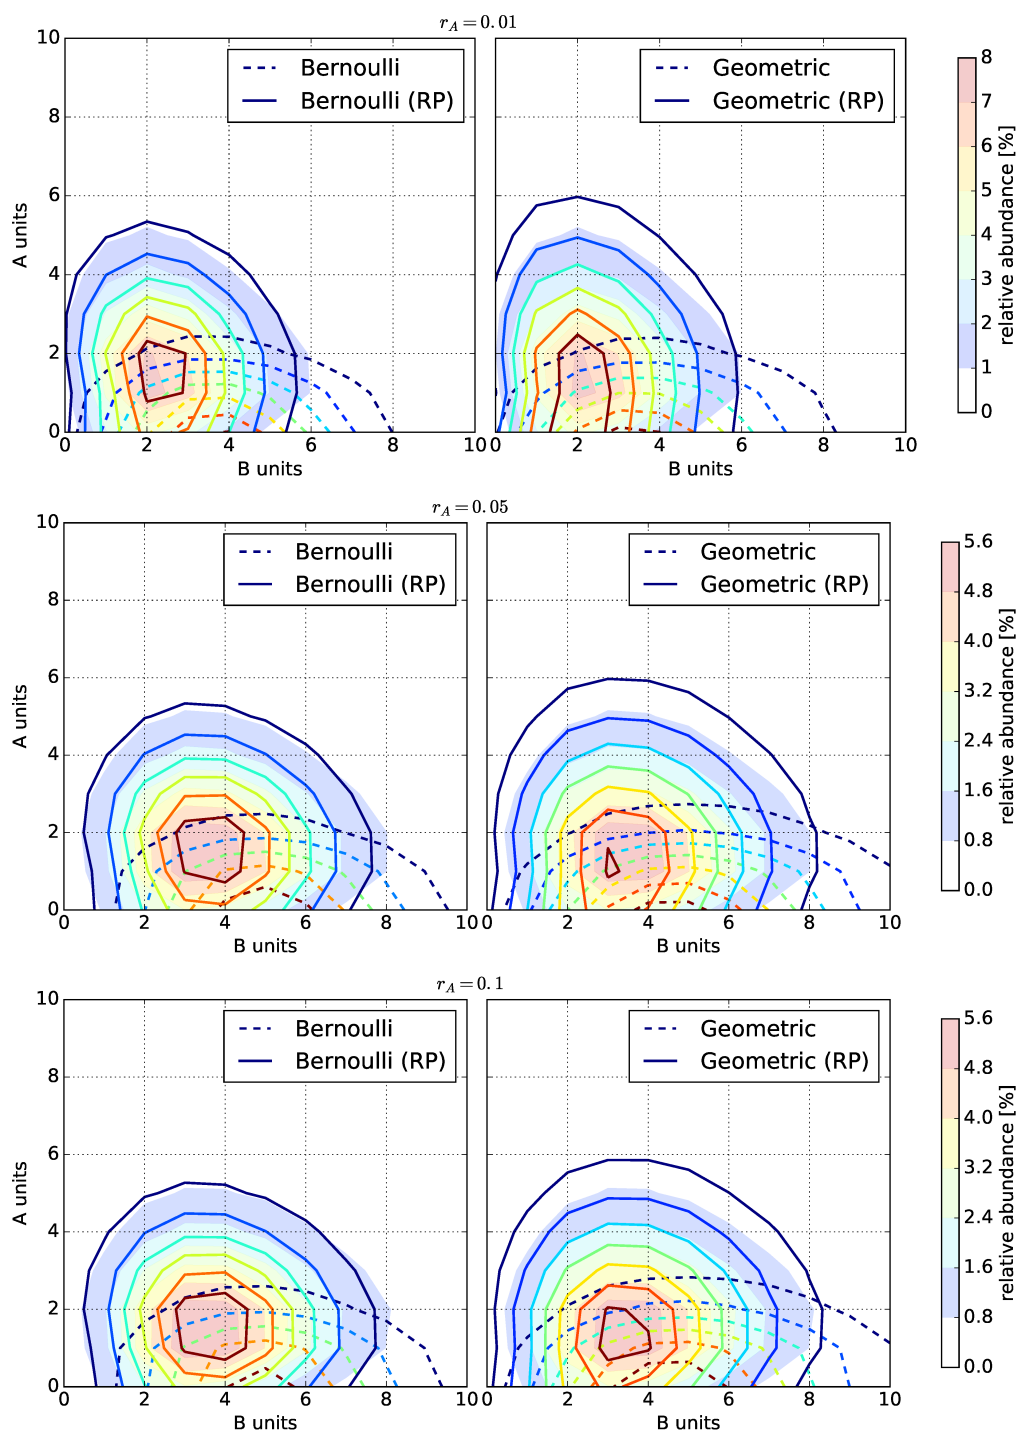 r_A = 0.01
Bernoulli
Bernoulli (RP)
Geometric
Geometric (RP)
10
8
6
4
2
0
A units
0 2 4 6 8 10
B units
0 2 4 6 8 10
B units
8
7
6
5
4
3
2
1
0
relative abundance [%]
r_A = 0.05
Bernoulli
Bernoulli (RP)
Geometric
Geometric (RP)
10
8
6
4
2
0
A units
0 2 4 6 8 10
B units
0 2 4 6 8 10
B units
5.6
4.8
4.0
3.2
2.4
1.6
0.8
0.0
relative abundance [%]
r_A = 0.1
Bernoulli
Bernoulli (RP)
Geometric
Geometric (RP)
10
8
6
4
2
0
A units
0 2 4 6 8 10
B units
0 2 4 6 8 10
B units
5.6
4.8
4.0
3.2
2.4
1.6
0.8
0.0
relative abundance [%]